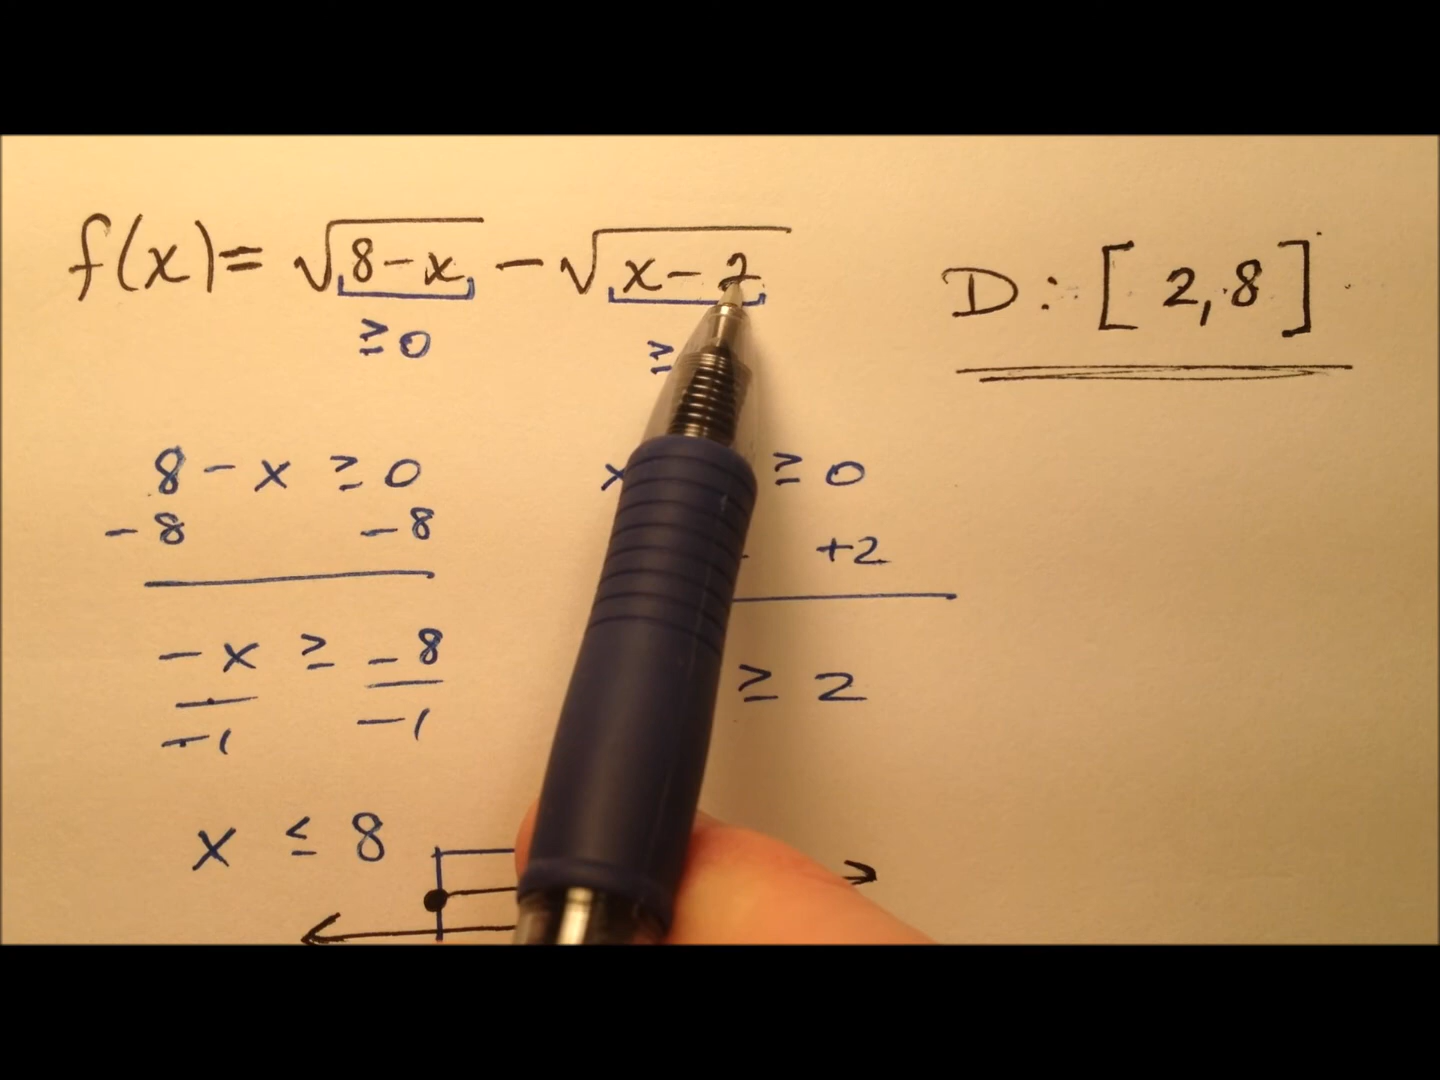 f(x) = √(8-x) - √(x-2)
D: [2,8]
≥0 ≥
8-x ≥0
-8 -8
-x ≥ -8
-1 -1
x ≤ 8
x ≥0
+2
≥ 2